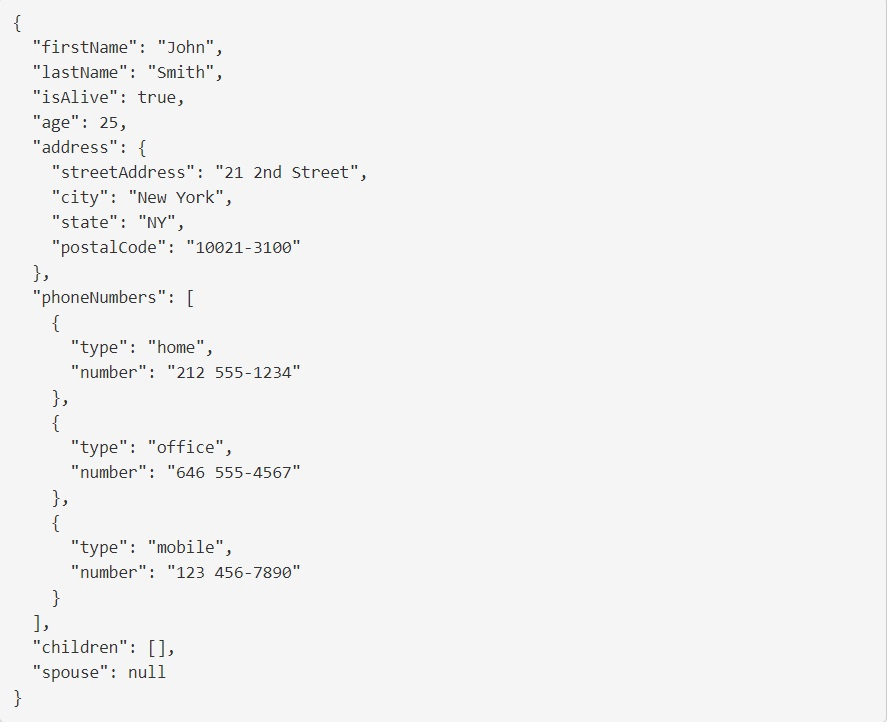 {
  "firstName": "John",
  "lastName": "Smith",
  "isAlive": true,
  "age": 25,
  "address": {
    "streetAddress": "21 2nd Street",
    "city": "New York",
    "state": "NY",
    "postalCode": "10021-3100"
  },
  "phoneNumbers": [
    {
      "type": "home",
      "number": "212 555-1234"
    },
    {
      "type": "office",
      "number": "646 555-4567"
    },
    {
      "type": "mobile",
      "number": "123 456-7890"
    }
  ],
  "children": [],
  "spouse": null
}